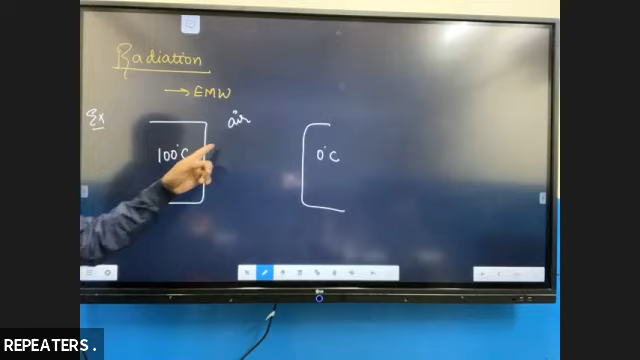 Radiation
→ EMW
Ex
air
100°C
0°C
REPEATERS.